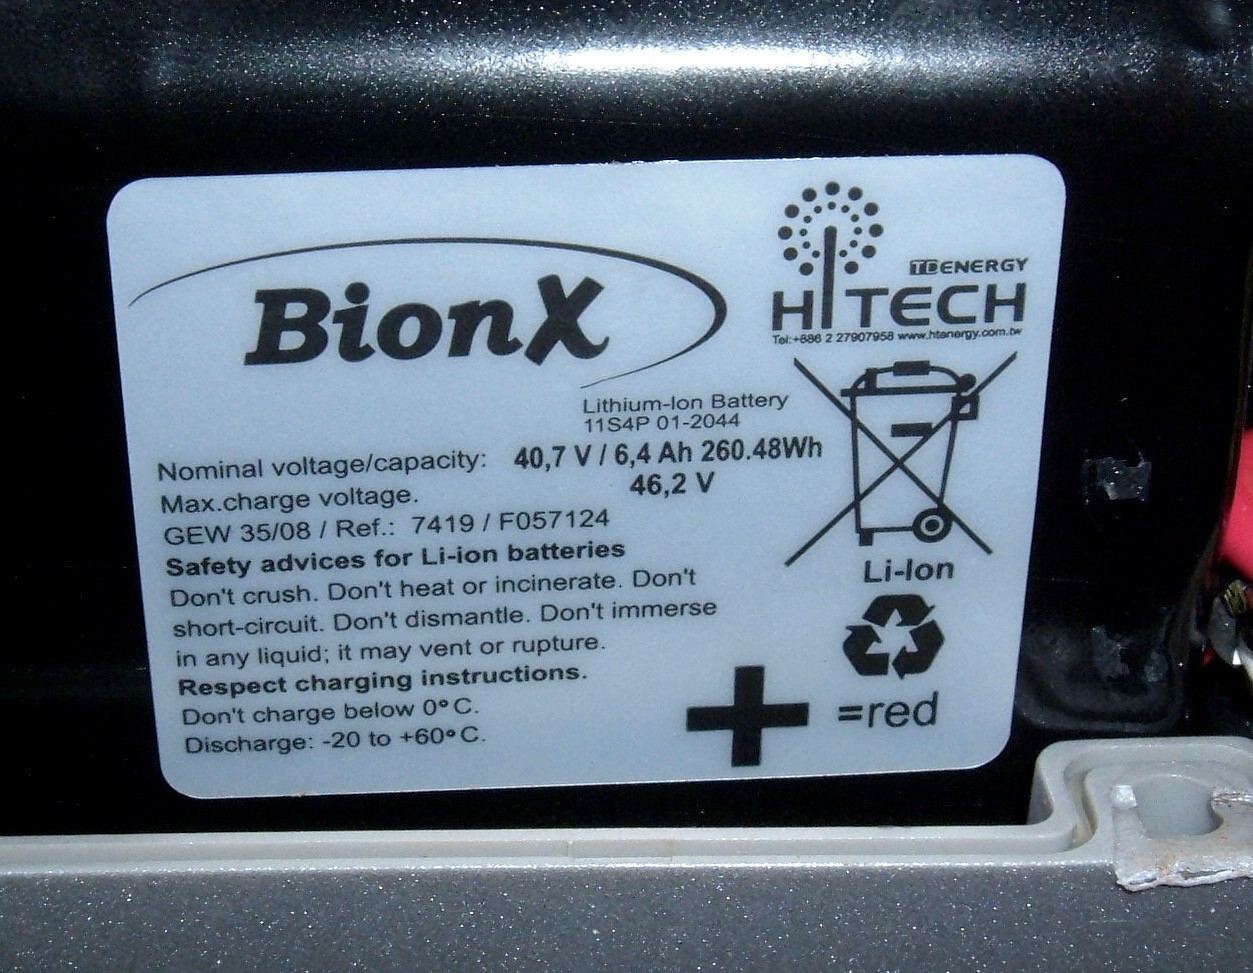 BionX
TD ENERGY
HITECH
Tel:+886 2 27907958 www.htenergy.com.tw
Lithium-Ion Battery
11S4P 01-2044
Nominal voltage/capacity: 40,7 V / 6,4 Ah 260.48Wh
Max.charge voltage. 46,2 V
GEW 35/08 / Ref.: 7419 / F057124
Safety advices for Li-ion batteries
Don't crush. Don't heat or incinerate. Don't
short-circuit. Don't dismantle. Don't immerse
in any liquid; it may vent or rupture.
Respect charging instructions.
Don't charge below 0°C.
Discharge: -20 to +60°C.
Li-Ion
+ =red